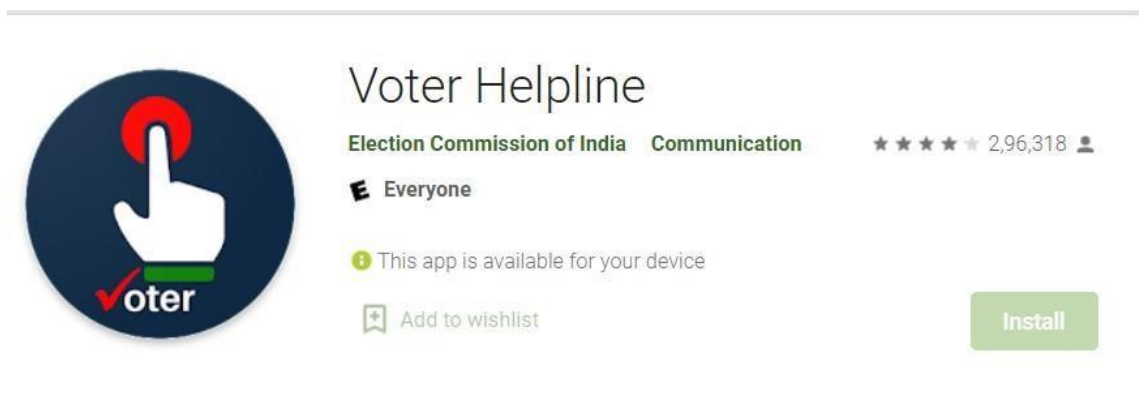 Voter Helpline
Election Commission of India Communication 2,96,318
E Everyone
This app is available for your device
Add to wishlist Install
Voter